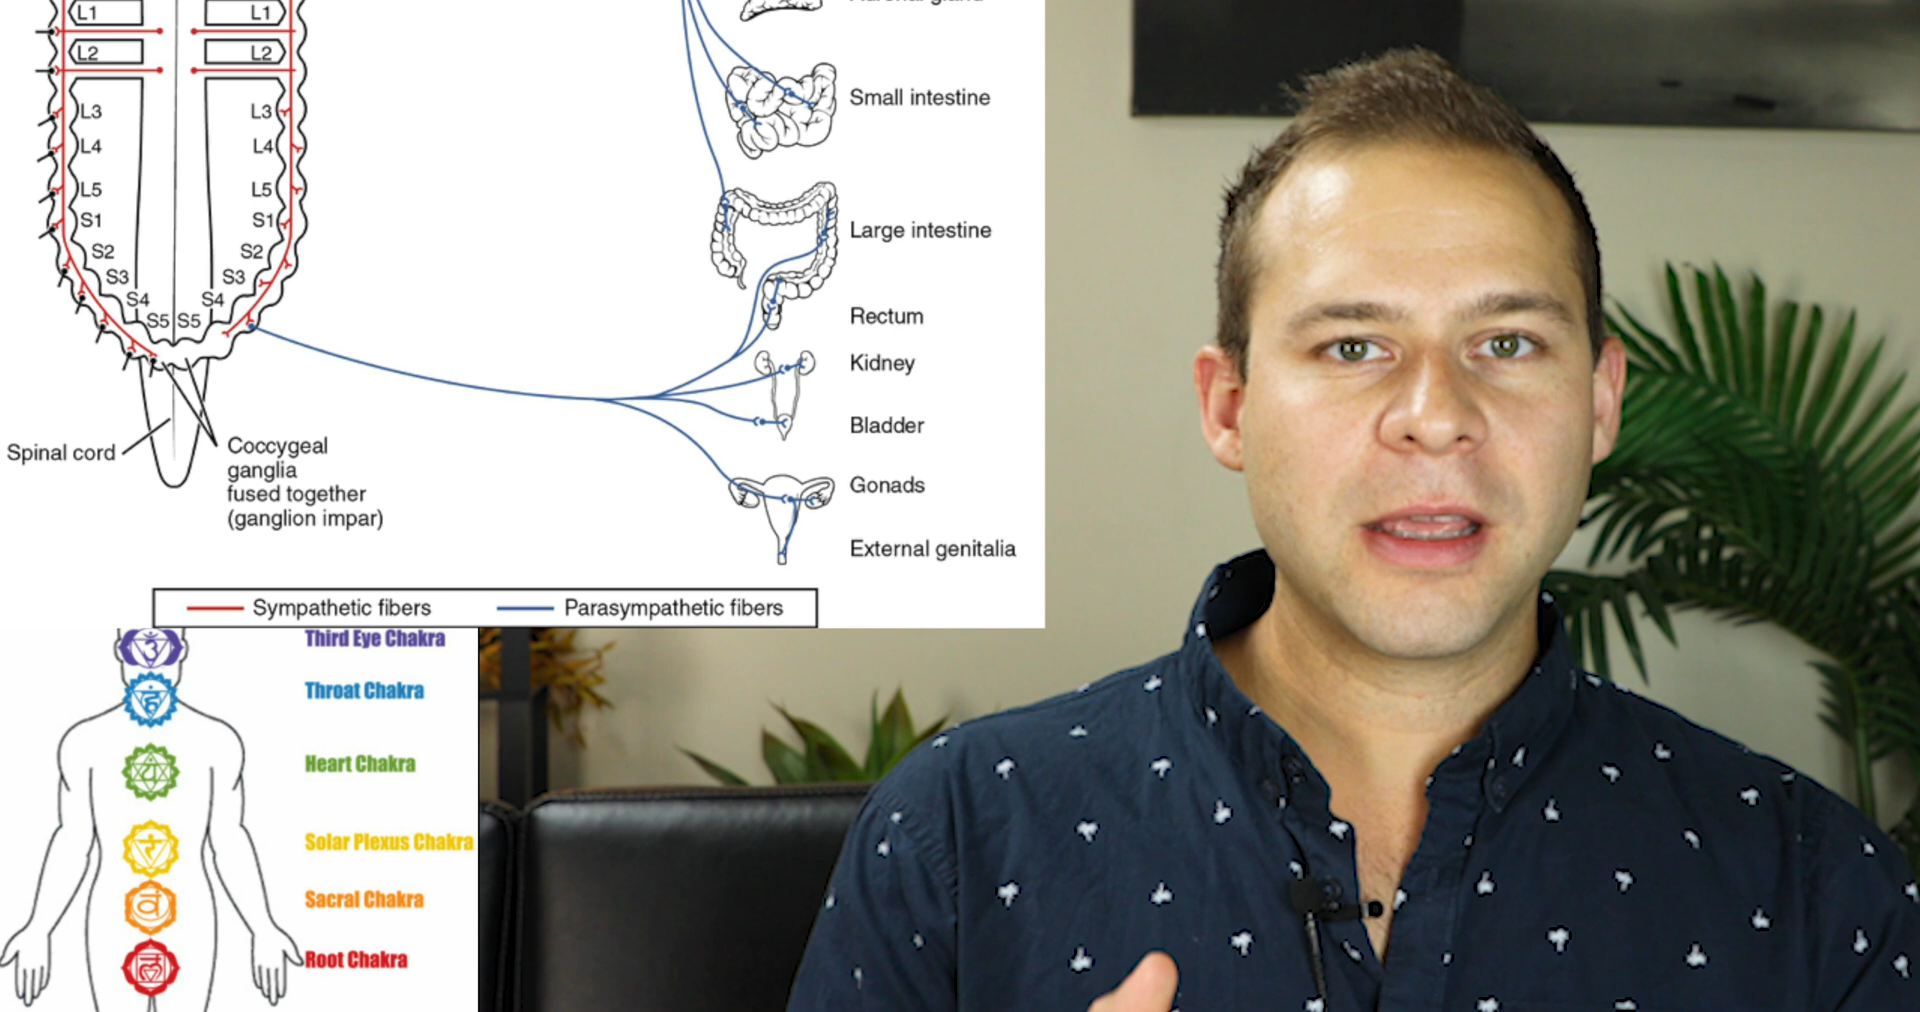 L1 L1
L2 L2
L3 L3
L4 L4
L5 L5
S1 S1
S2 S2
S3 S3
S4 S4
S5 S5
Spinal cord
Coccygeal
ganglia
fused together
(ganglion impar)
Small intestine
Large intestine
Rectum
Kidney
Bladder
Gonads
External genitalia
Sympathetic fibers Parasympathetic fibers
Third Eye Chakra
Throat Chakra
Heart Chakra
Solar Plexus Chakra
Sacral Chakra
Root Chakra